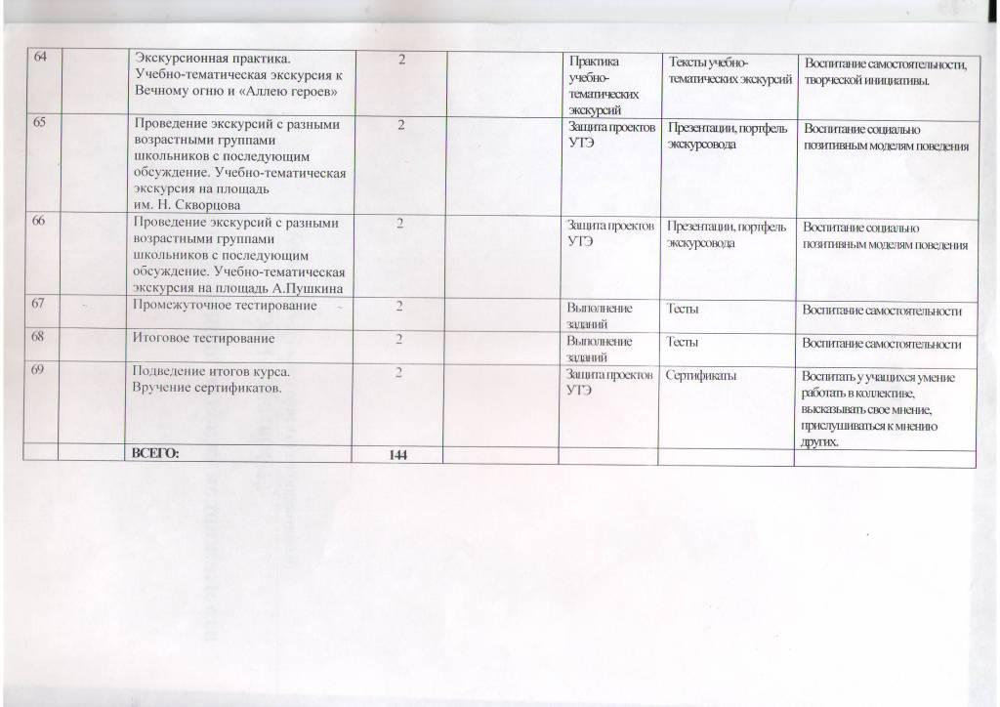 64
Экскурсионная практика.
Учебно-тематическая экскурсия к
Вечному огню и «Аллею героев»
2
Практика
учебно-
тематических
экскурсий
Тексты учебно-
тематических экскурсий
Воспитание самостоятельности,
творческой инициативы.
65
Проведение экскурсий с разными
возрастными группами
школьников с последующим
обсуждение. Учебно-тематическая
экскурсия на площадь
им. Н. Скворцова
2
Защита проектов
УТЭ
Презентации, портфель
экскурсовода
Воспитание социально
позитивным моделям поведения
66
Проведение экскурсий с разными
возрастными группами
школьников с последующим
обсуждение. Учебно-тематическая
экскурсия на площадь А.Пушкина
2
Защита проектов
УТЭ
Презентации, портфель
экскурсовода
Воспитание социально
позитивным моделям поведения
67
Промежуточное тестирование
2
Выполнение
заданий
Тесты
Воспитание самостоятельности
68
Итоговое тестирование
2
Выполнение
заданий
Тесты
Воспитание самостоятельности
69
Подведение итогов курса.
Вручение сертификатов.
2
Защита проектов
УТЭ
Сертификаты
Воспитать у учащихся умение
работать в коллективе,
высказывать свое мнение,
прислушиваться к мнению
других.
ВСЕГО:
144